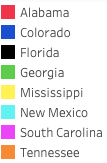 Alabama
Colorado
Florida
Georgia
Mississippi
New Mexico
South Carolina
Tennessee